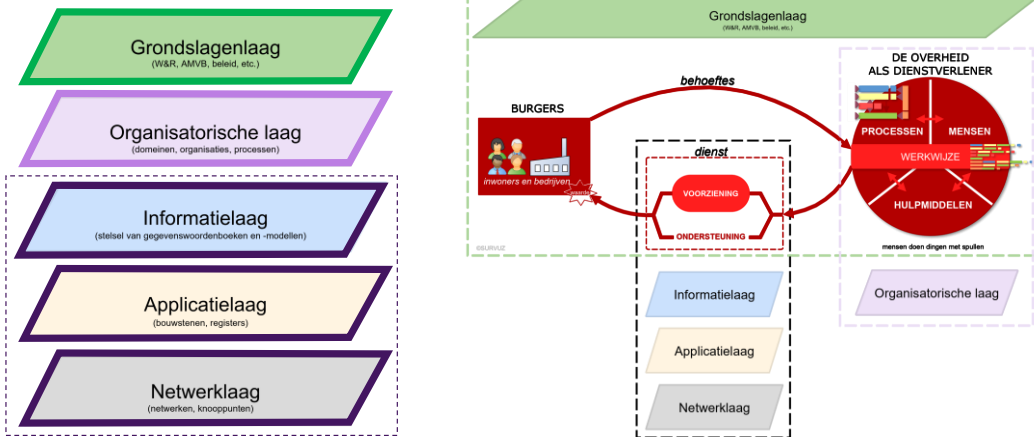 Grondslagenlaag
(W&R, AMVB, beleid, etc.)
Organisatorische laag
(domeinen, organisaties, processen)
Informatielaag
(stelsel van gegevenswoordenboeken en -modellen)
Applicatielaag
(bouwstenen, registers)
Netwerklaag
(netwerken, knooppunten)
Grondslagenlaag
(W&R, AMVB, beleid, etc.)
DE OVERHEID
ALS DIENSTVERLENER
behoeftes
BURGERS
PROCESSEN
MENSEN
dienst
WERKWIJZE
inwoners en bedrijven
waarde
VOORZIENING
HULPMIDDELEN
ONDERSTEUNING
©BURVUZ
mensen doen dingen met spullen
Informatielaag
Organisatorische laag
Applicatielaag
Netwerklaag